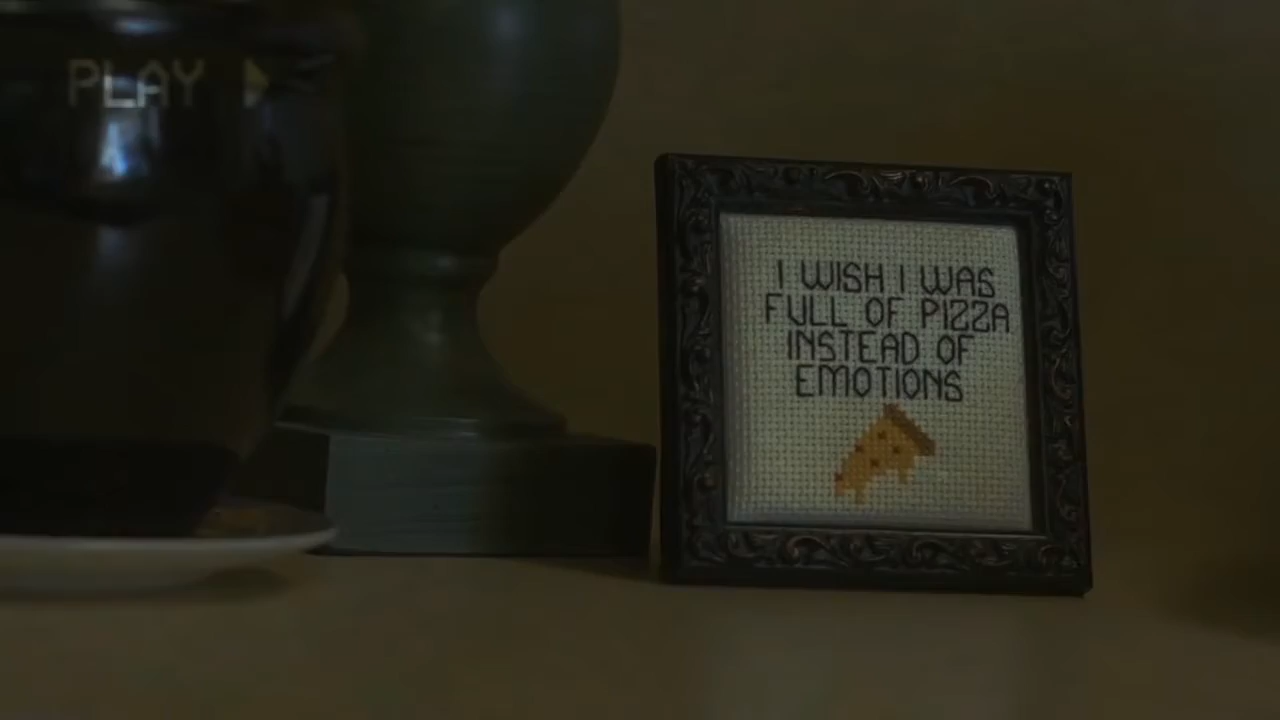 PLAY
I WISH I WAS
FULL OF PIZZA
INSTEAD OF
EMOTIONS